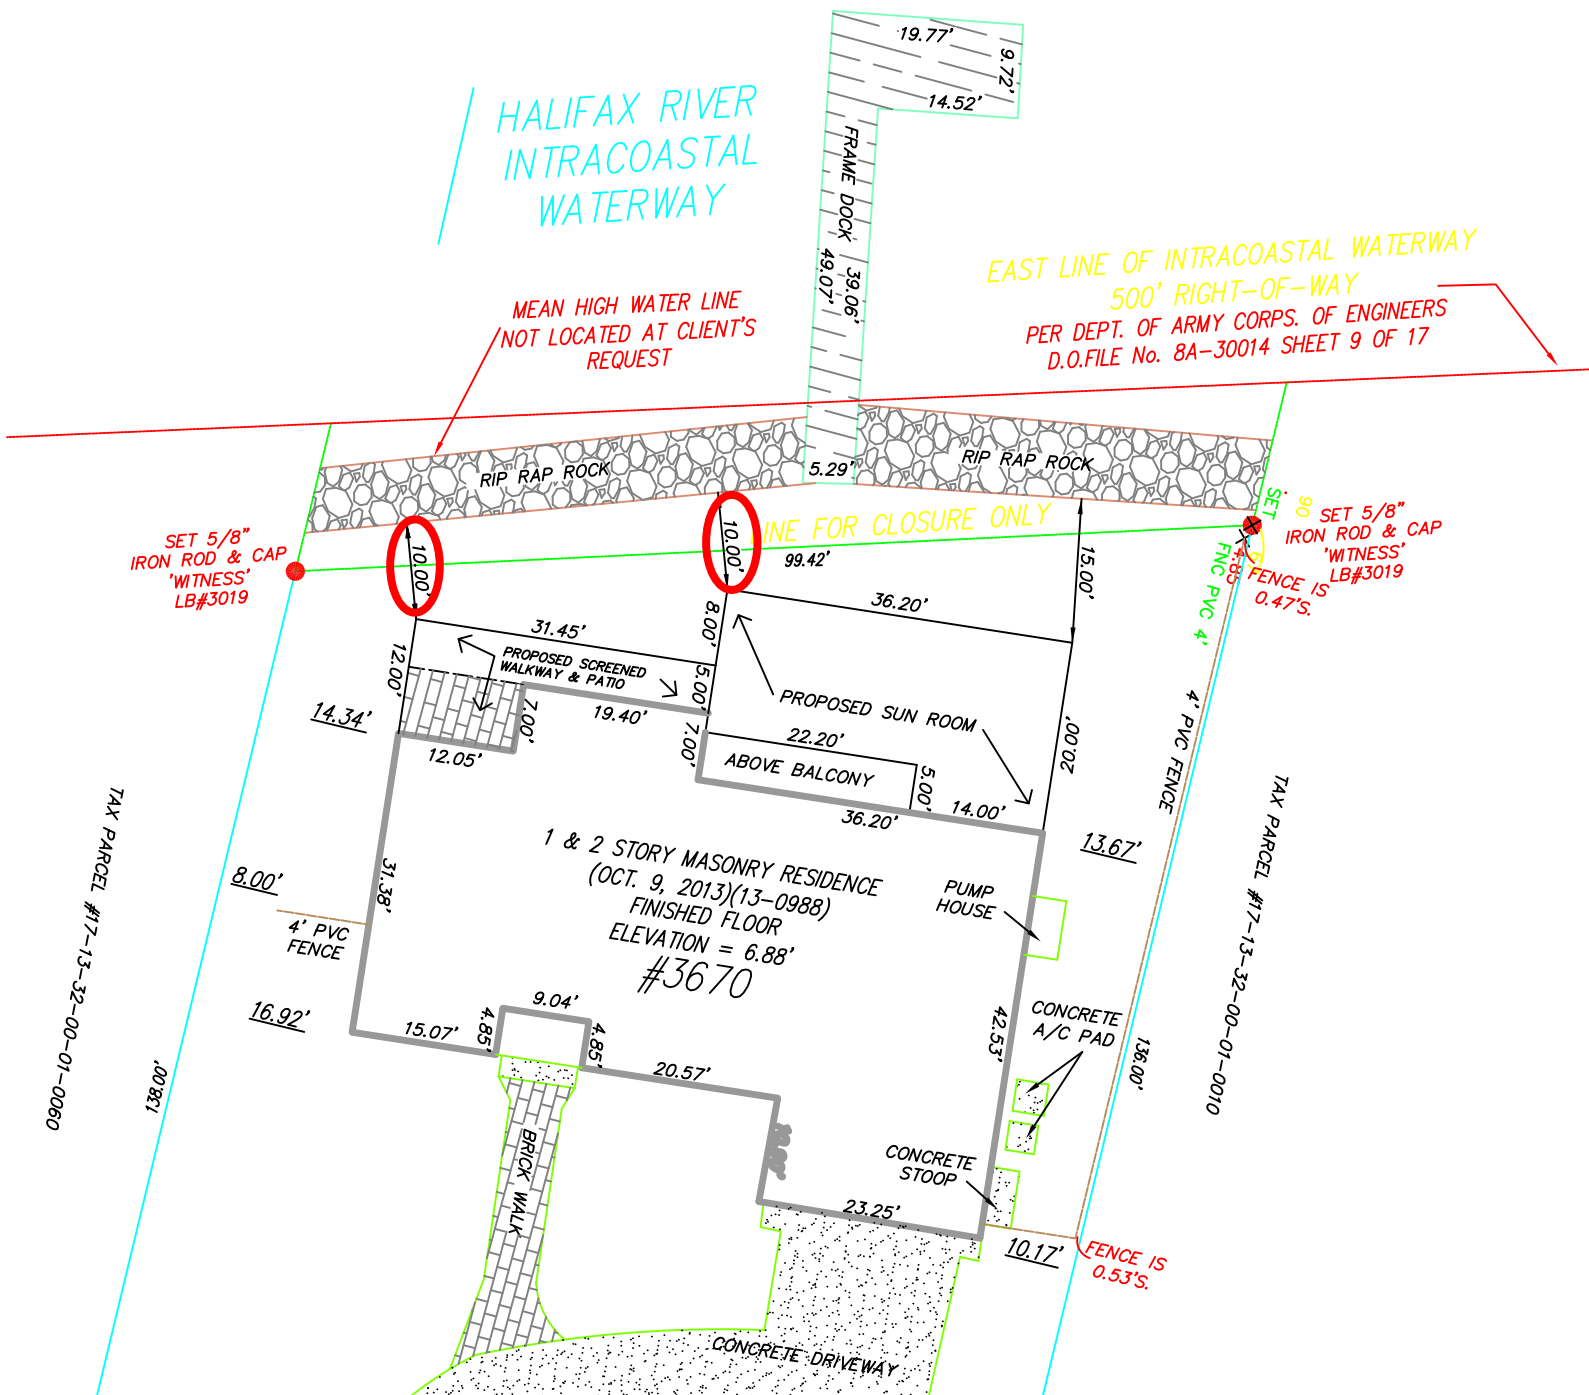 19.77'
9.72'
14.52'
HALIFAX RIVER
INTRACOASTAL
WATERWAY
FRAME DOCK
39.06'
49.07'
EAST LINE OF INTRACOASTAL WATERWAY
500' RIGHT-OF-WAY
PER DEPT. OF ARMY CORPS. OF ENGINEERS
D.O.FILE No. 8A-30014 SHEET 9 OF 17
MEAN HIGH WATER LINE
NOT LOCATED AT CLIENT'S
REQUEST
RIP RAP ROCK
5.29'
RIP RAP ROCK
SET 5/8"
IRON ROD & CAP
'WITNESS'
LB#3019
10.00'
10.00'
LINE FOR CLOSURE ONLY
99.42'
15.00'
SET
90
SET 5/8"
IRON ROD & CAP
'WITNESS'
LB#3019
FENCE IS
0.47'S.
FNC PVC 4'
36.20'
8.00'
31.45'
12.00'
PROPOSED SCREENED
WALKWAY & PATIO
5.00'
PROPOSED SUN ROOM
20.00'
4' PVC FENCE
14.34'
7.00'
19.40'
12.05'
7.00'
22.20'
ABOVE BALCONY
5.00'
14.00'
36.20'
13.67'
TAX PARCEL #17-13-32-00-01-0060
TAX PARCEL #17-13-32-00-01-0010
8.00'
31.38'
4' PVC
FENCE
1 & 2 STORY MASONRY RESIDENCE
(OCT. 9, 2013)(13-0988)
FINISHED FLOOR
ELEVATION = 6.88'
#3670
PUMP
HOUSE
16.92'
15.07'
4.85'
9.04'
4.85'
20.57'
42.53'
CONCRETE
A/C PAD
138.00'
136.00'
BRICK WALK
CONCRETE
STOOP
23.25'
10.17'
FENCE IS
0.53'S.
CONCRETE DRIVEWAY